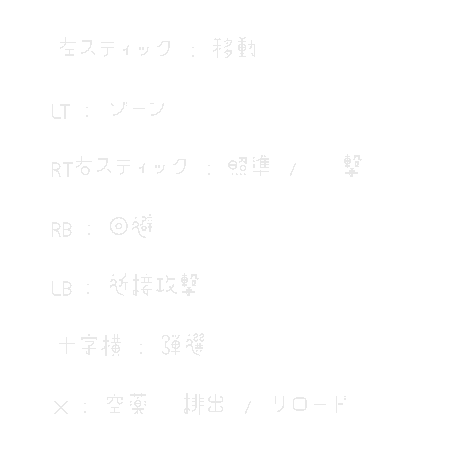 左スティック : 移動
LT : ゾーン
RT右スティック : 照準 / 撃
RB : 回避
LB : 近接攻撃
十字横 : 弾選
X : 空薬 排出 / リロード